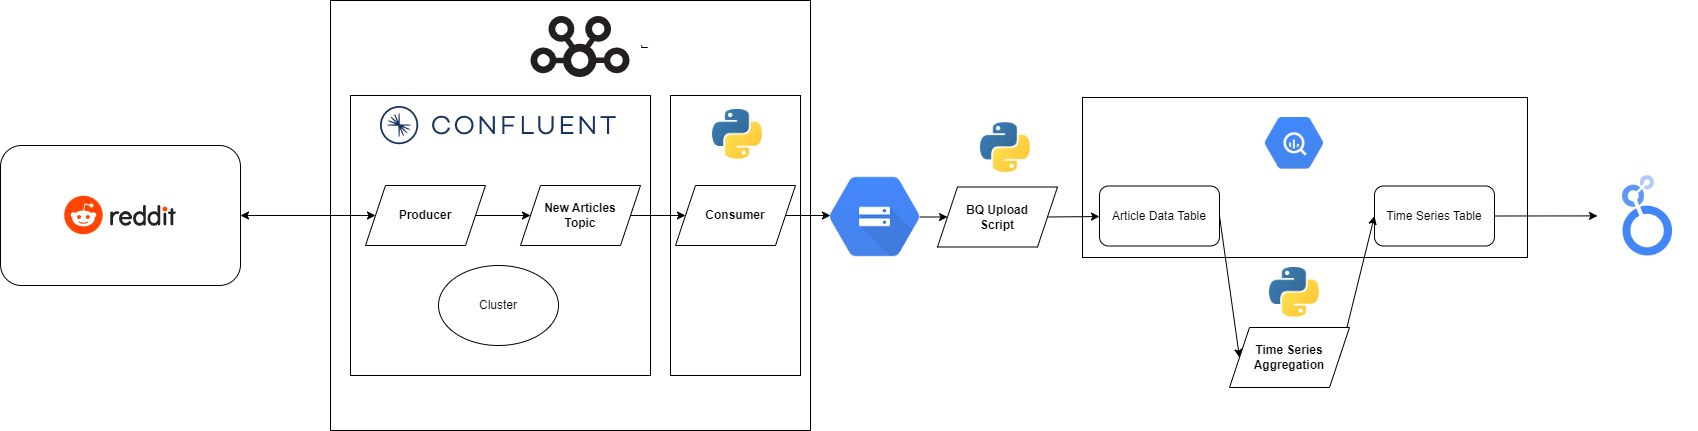 reddit
CONFLUENT
Producer
New Articles
Topic
Cluster
Consumer
BQ Upload
Script
Article Data Table
Time Series Table
Time Series
Aggregation